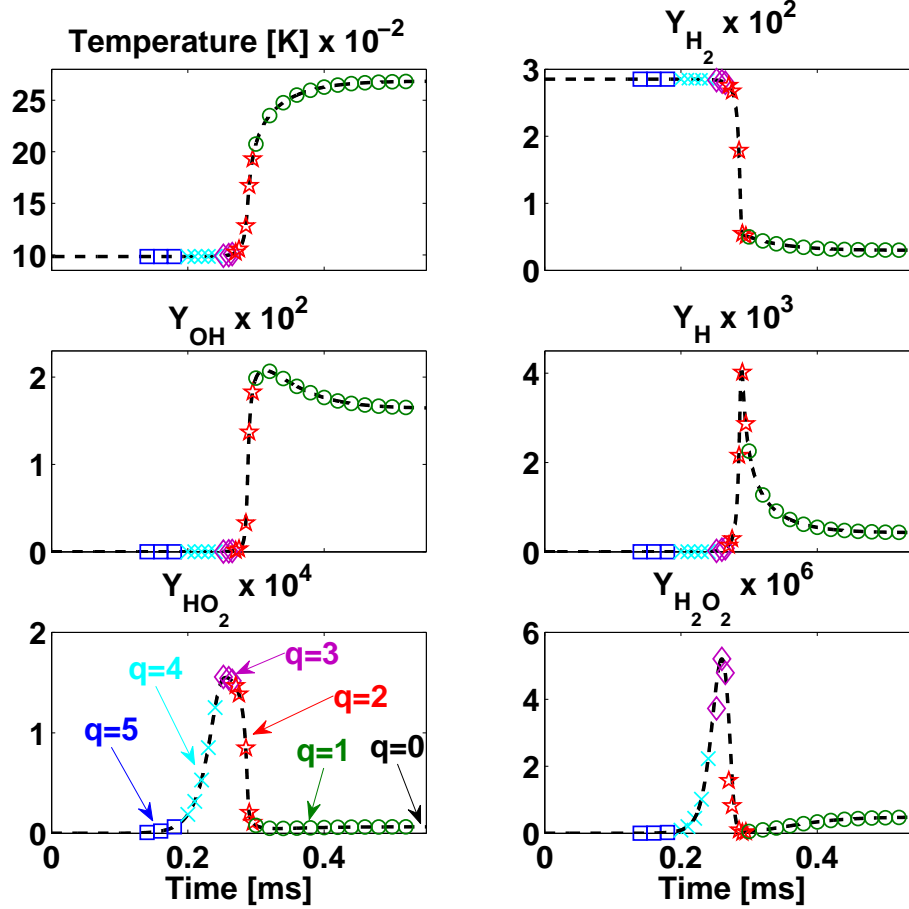 Temperature [K] x 10⁻²
25
20
15
10
Y_H₂ x 10²
3
2
1
0
Y_OH x 10²
2
1
0
Y_H x 10³
4
2
0
Y_HO₂ x 10⁴
2
1
0
q=5
q=4
q=3
q=2
q=1
q=0
0 0.2 0.4
Time [ms]
Y_H₂O₂ x 10⁶
6
4
2
0
0 0.2 0.4
Time [ms]